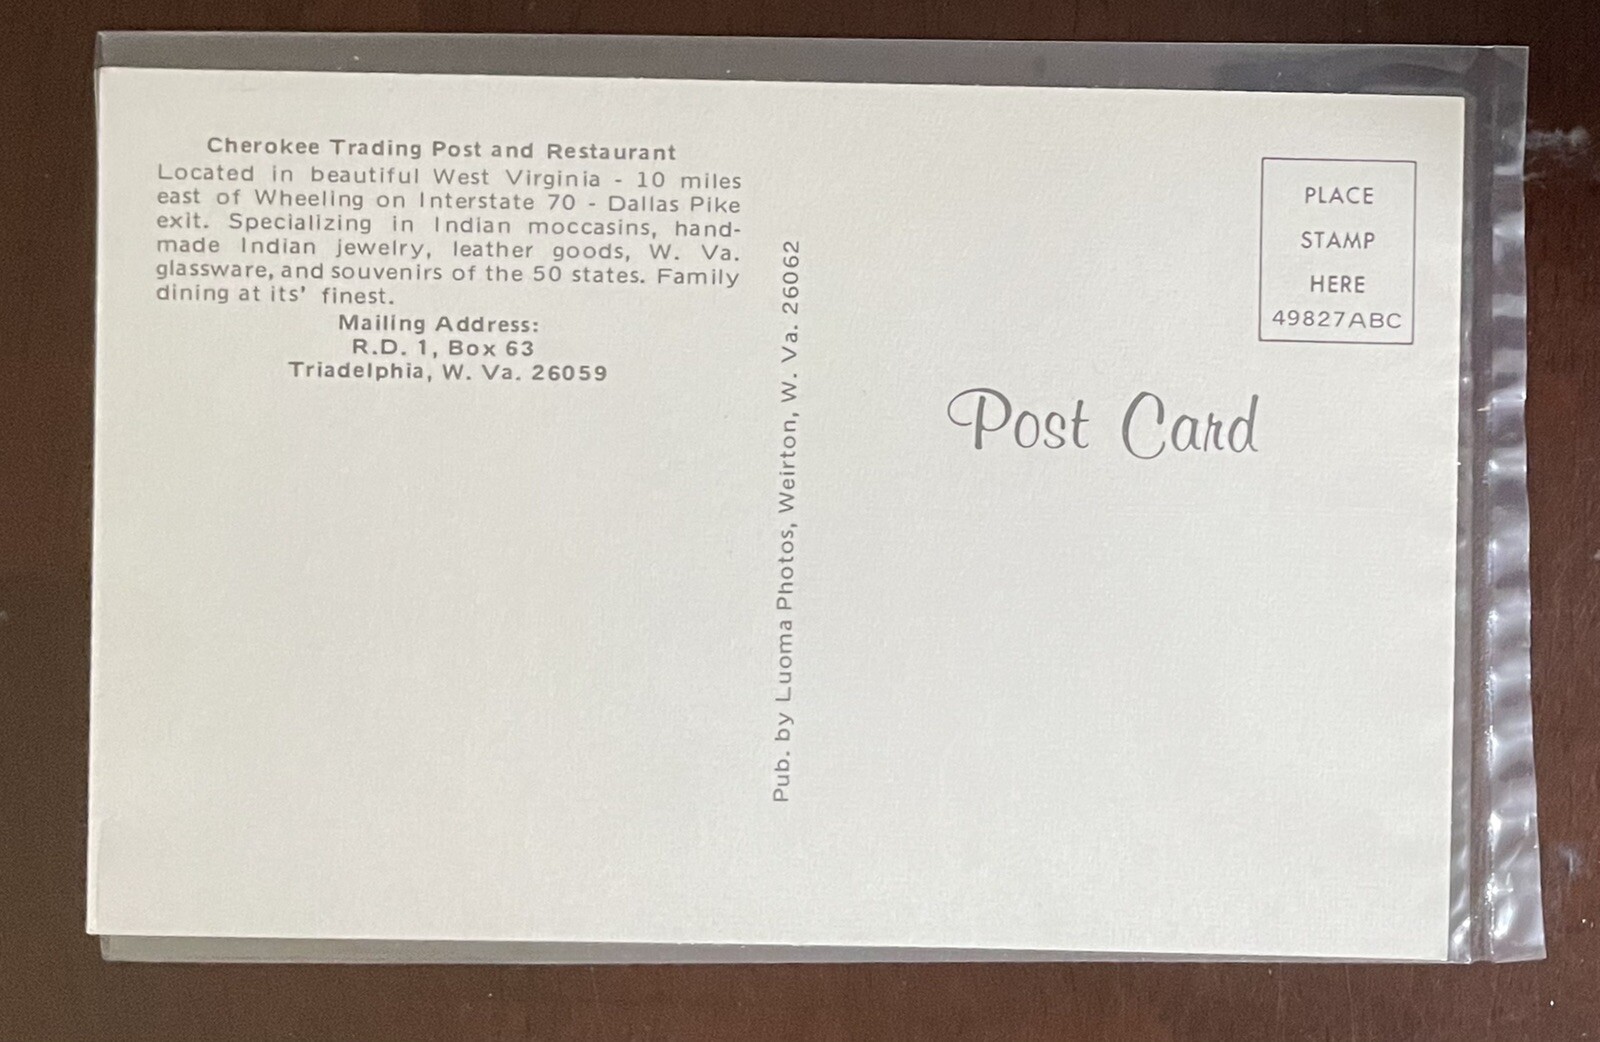 Cherokee Trading Post and Restaurant
Located in beautiful West Virginia - 10 miles
east of Wheeling on Interstate 70 - Dallas Pike
exit. Specializing in Indian moccasins, hand-
made Indian jewelry, leather goods, W. Va.
glassware, and souvenirs of the 50 states. Family
dining at its' finest.
Mailing Address:
R.D. 1, Box 63
Triadelphia, W. Va. 26059
Pub. by Luoma Photos, Weirton, W. Va. 26062
PLACE
STAMP
HERE
49827ABC
Post Card